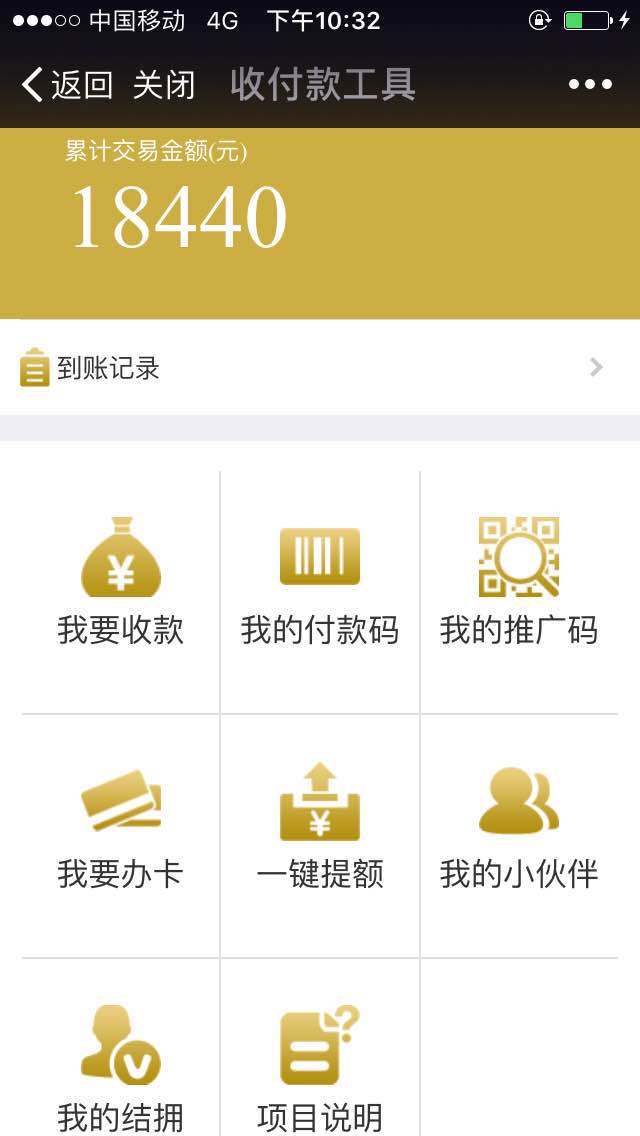 中国移动 4G 下午10:32
返回 关闭 收付款工具
累计交易金额(元)
18440
到账记录
我要收款 我的付款码 我的推广码
我要办卡 一键提额 我的小伙伴
我的结拥 项目说明